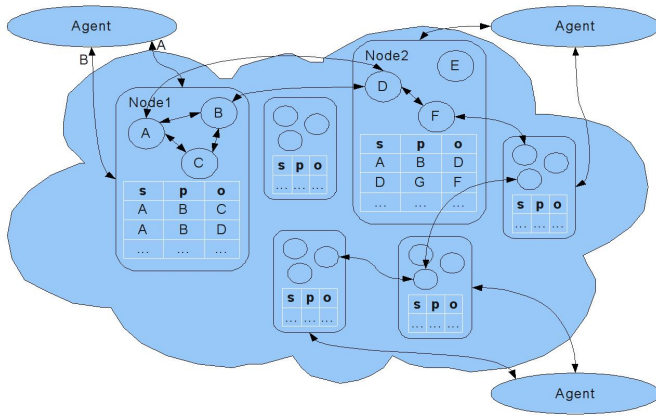 Agent
Agent
A
B
Node1
Node2
E
D
B
A
F
C
s p o
A B D
D G F
... ... ...
s p o
... ... ...
s p o
A B C
A B D
... ... ...
s p o
... ... ...
s p o
... ... ...
s p o
... ... ...
Agent